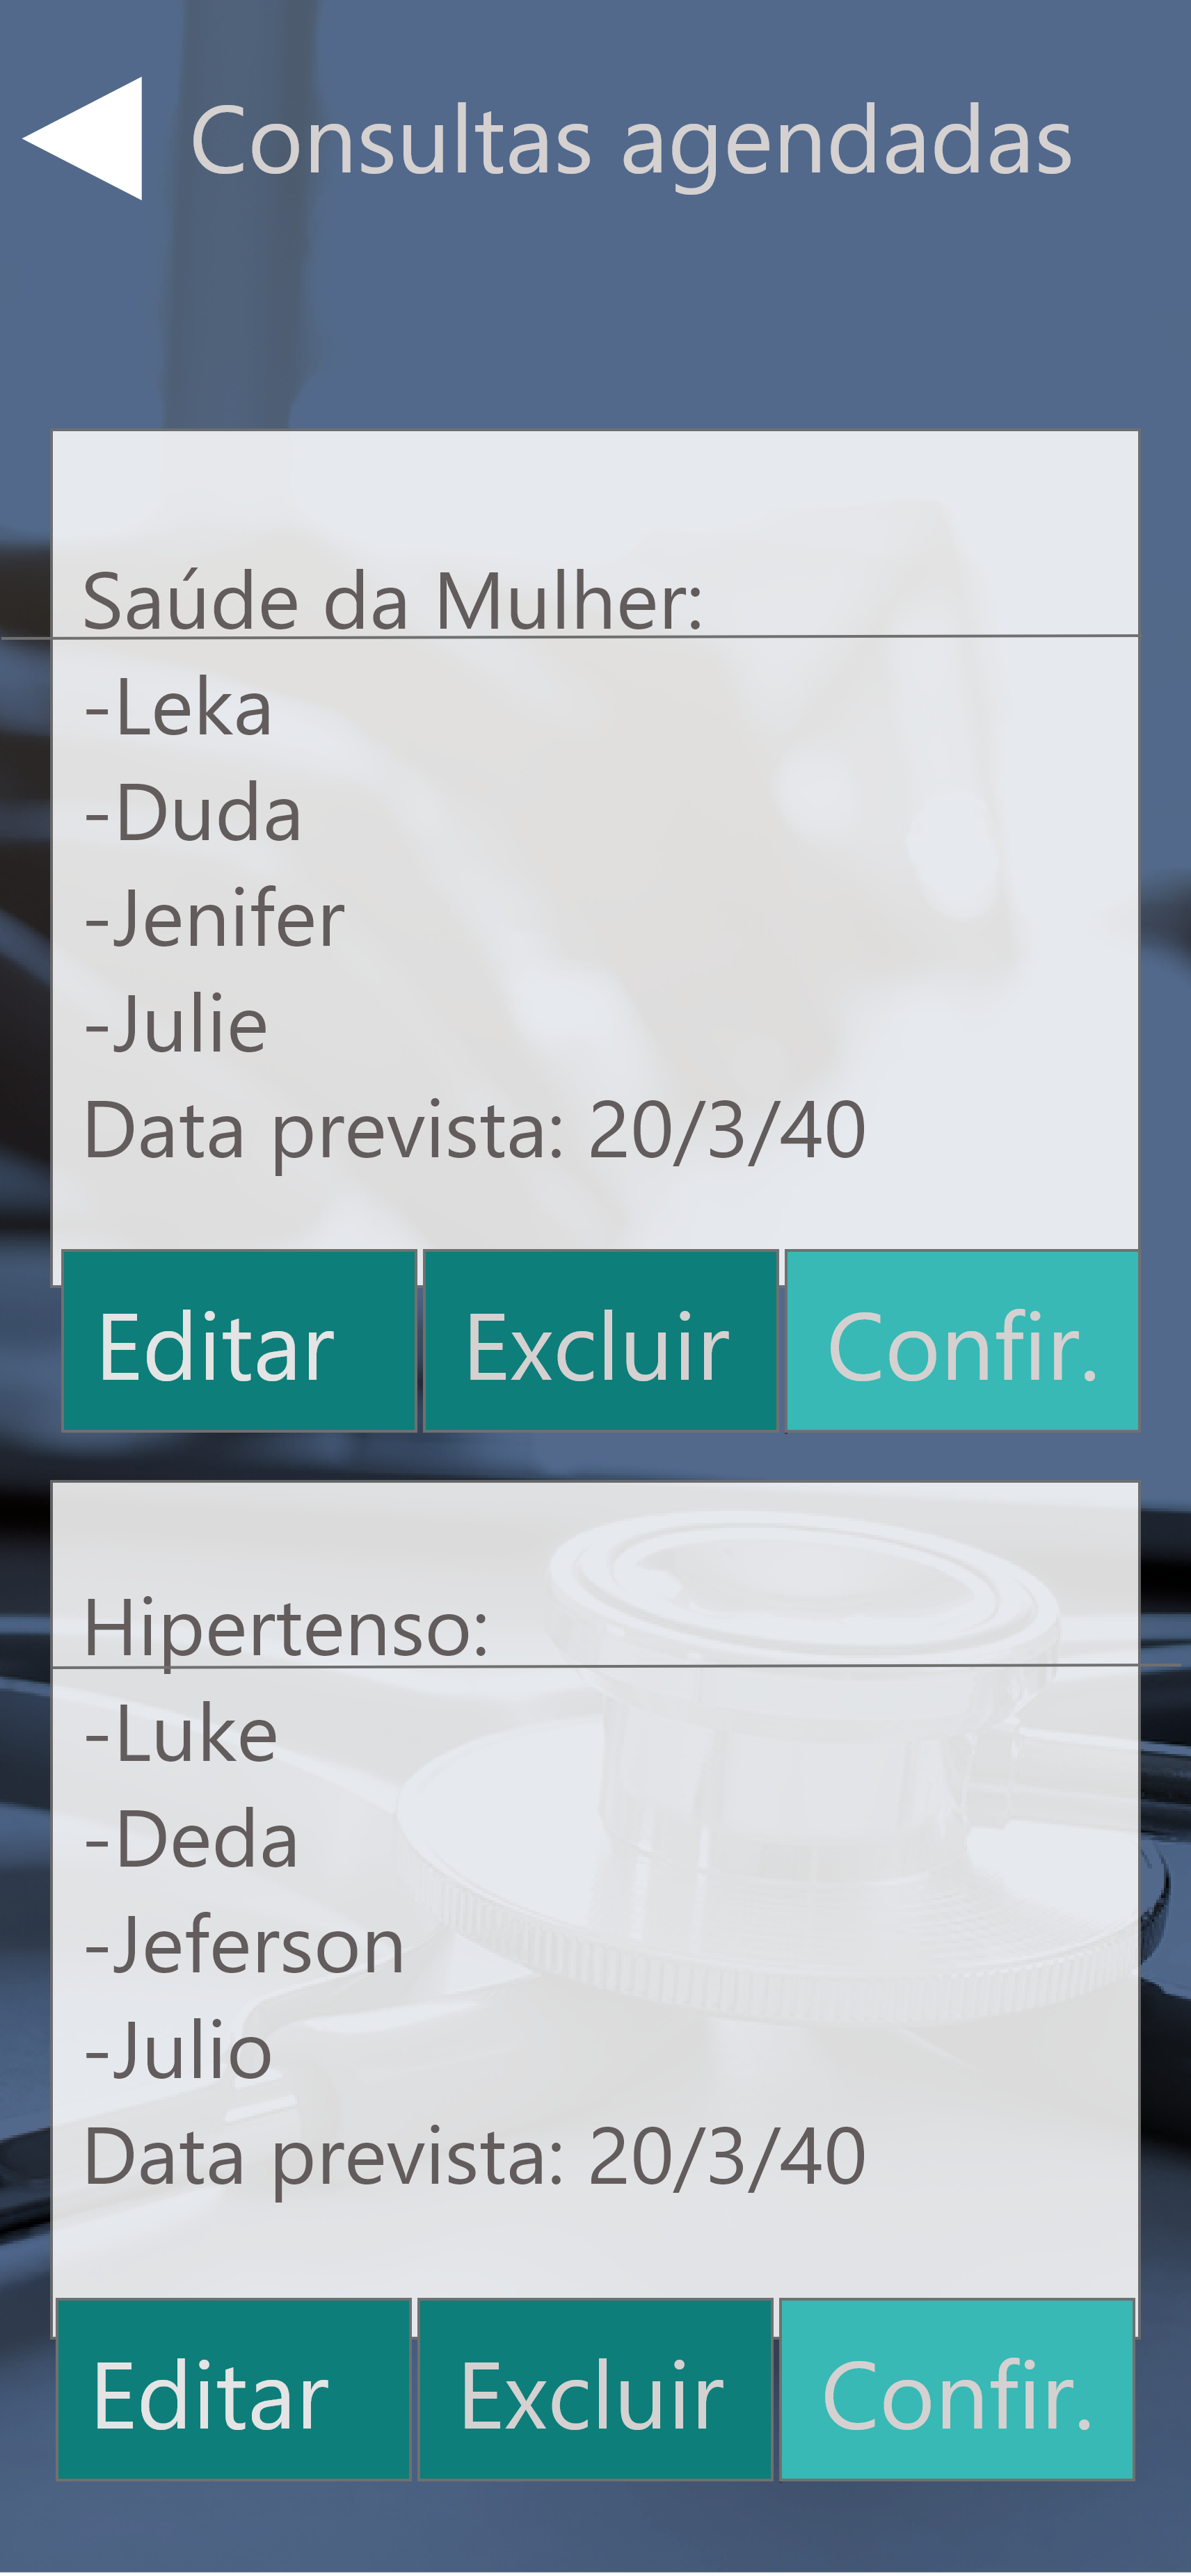 Consultas agendadas
Saúde da Mulher:
-Leka
-Duda
-Jenifer
-Julie
Data prevista: 20/3/40
Editar Excluir Confir.
Hipertenso:
-Luke
-Deda
-Jeferson
-Julio
Data prevista: 20/3/40
Editar Excluir Confir.